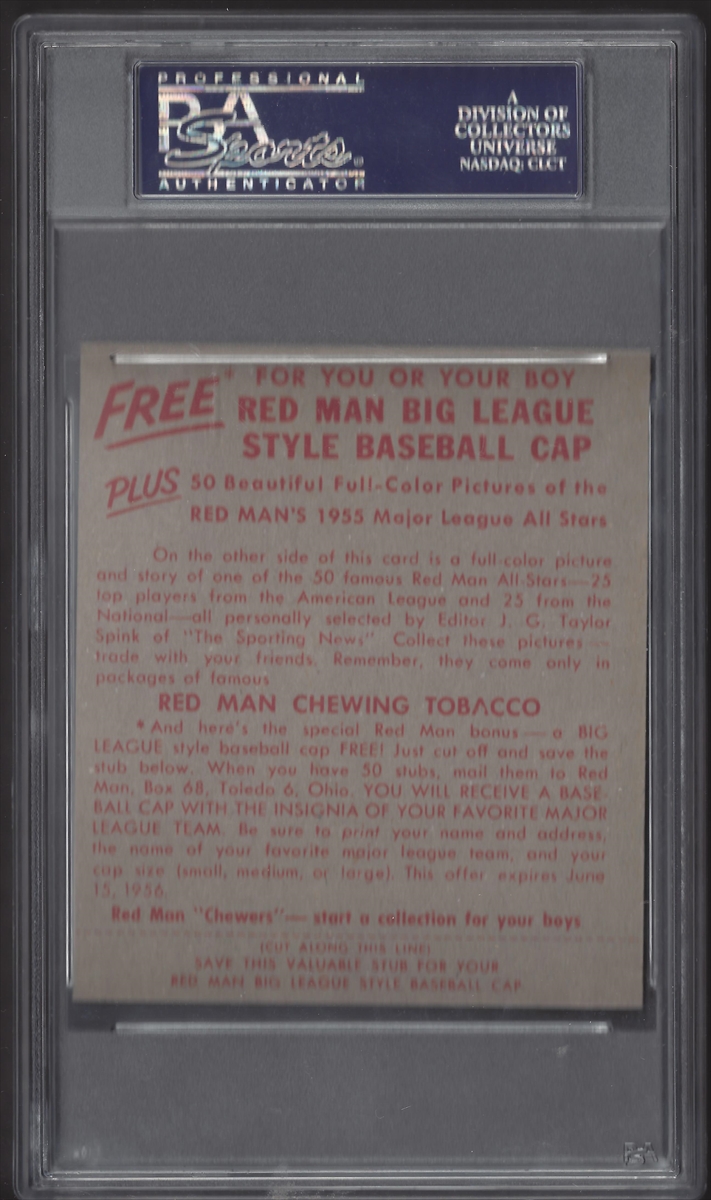 PROFESSIONAL
PSA
Sports
AUTHENTICATOR
A
DIVISION OF
COLLECTORS
UNIVERSE
NASDAQ: CLCT
FREE* FOR YOU OR YOUR BOY
RED MAN BIG LEAGUE
STYLE BASEBALL CAP
PLUS 50 Beautiful Full-Color Pictures of the
RED MAN'S 1955 Major League All Stars
On the other side of this card is a full-color picture
and story of one of the 50 famous Red Man All-Stars—25
top players from the American League and 25 from the
National—all personally selected by Editor J. G. Taylor
Spink of "The Sporting News". Collect these pictures—
trade with your friends. Remember, they come only in
packages of famous
RED MAN CHEWING TOBACCO
*And here's the special Red Man bonus—a BIG
LEAGUE style baseball cap FREE! Just cut off and save the
stub below. When you have 50 stubs, mail them to Red
Man, Box 68, Toledo 6, Ohio. YOU WILL RECEIVE A BASE-
BALL CAP WITH THE INSIGNIA OF YOUR FAVORITE MAJOR
LEAGUE TEAM. Be sure to print your name and address,
the name of your favorite major league team, and your
cap size (small, medium, or large). This offer expires June
15, 1956.
Red Man "Chewers"—start a collection for your boys
(CUT ALONG THIS LINE)
SAVE THIS VALUABLE STUB FOR YOUR
RED MAN BIG LEAGUE STYLE BASEBALL CAP
PSA